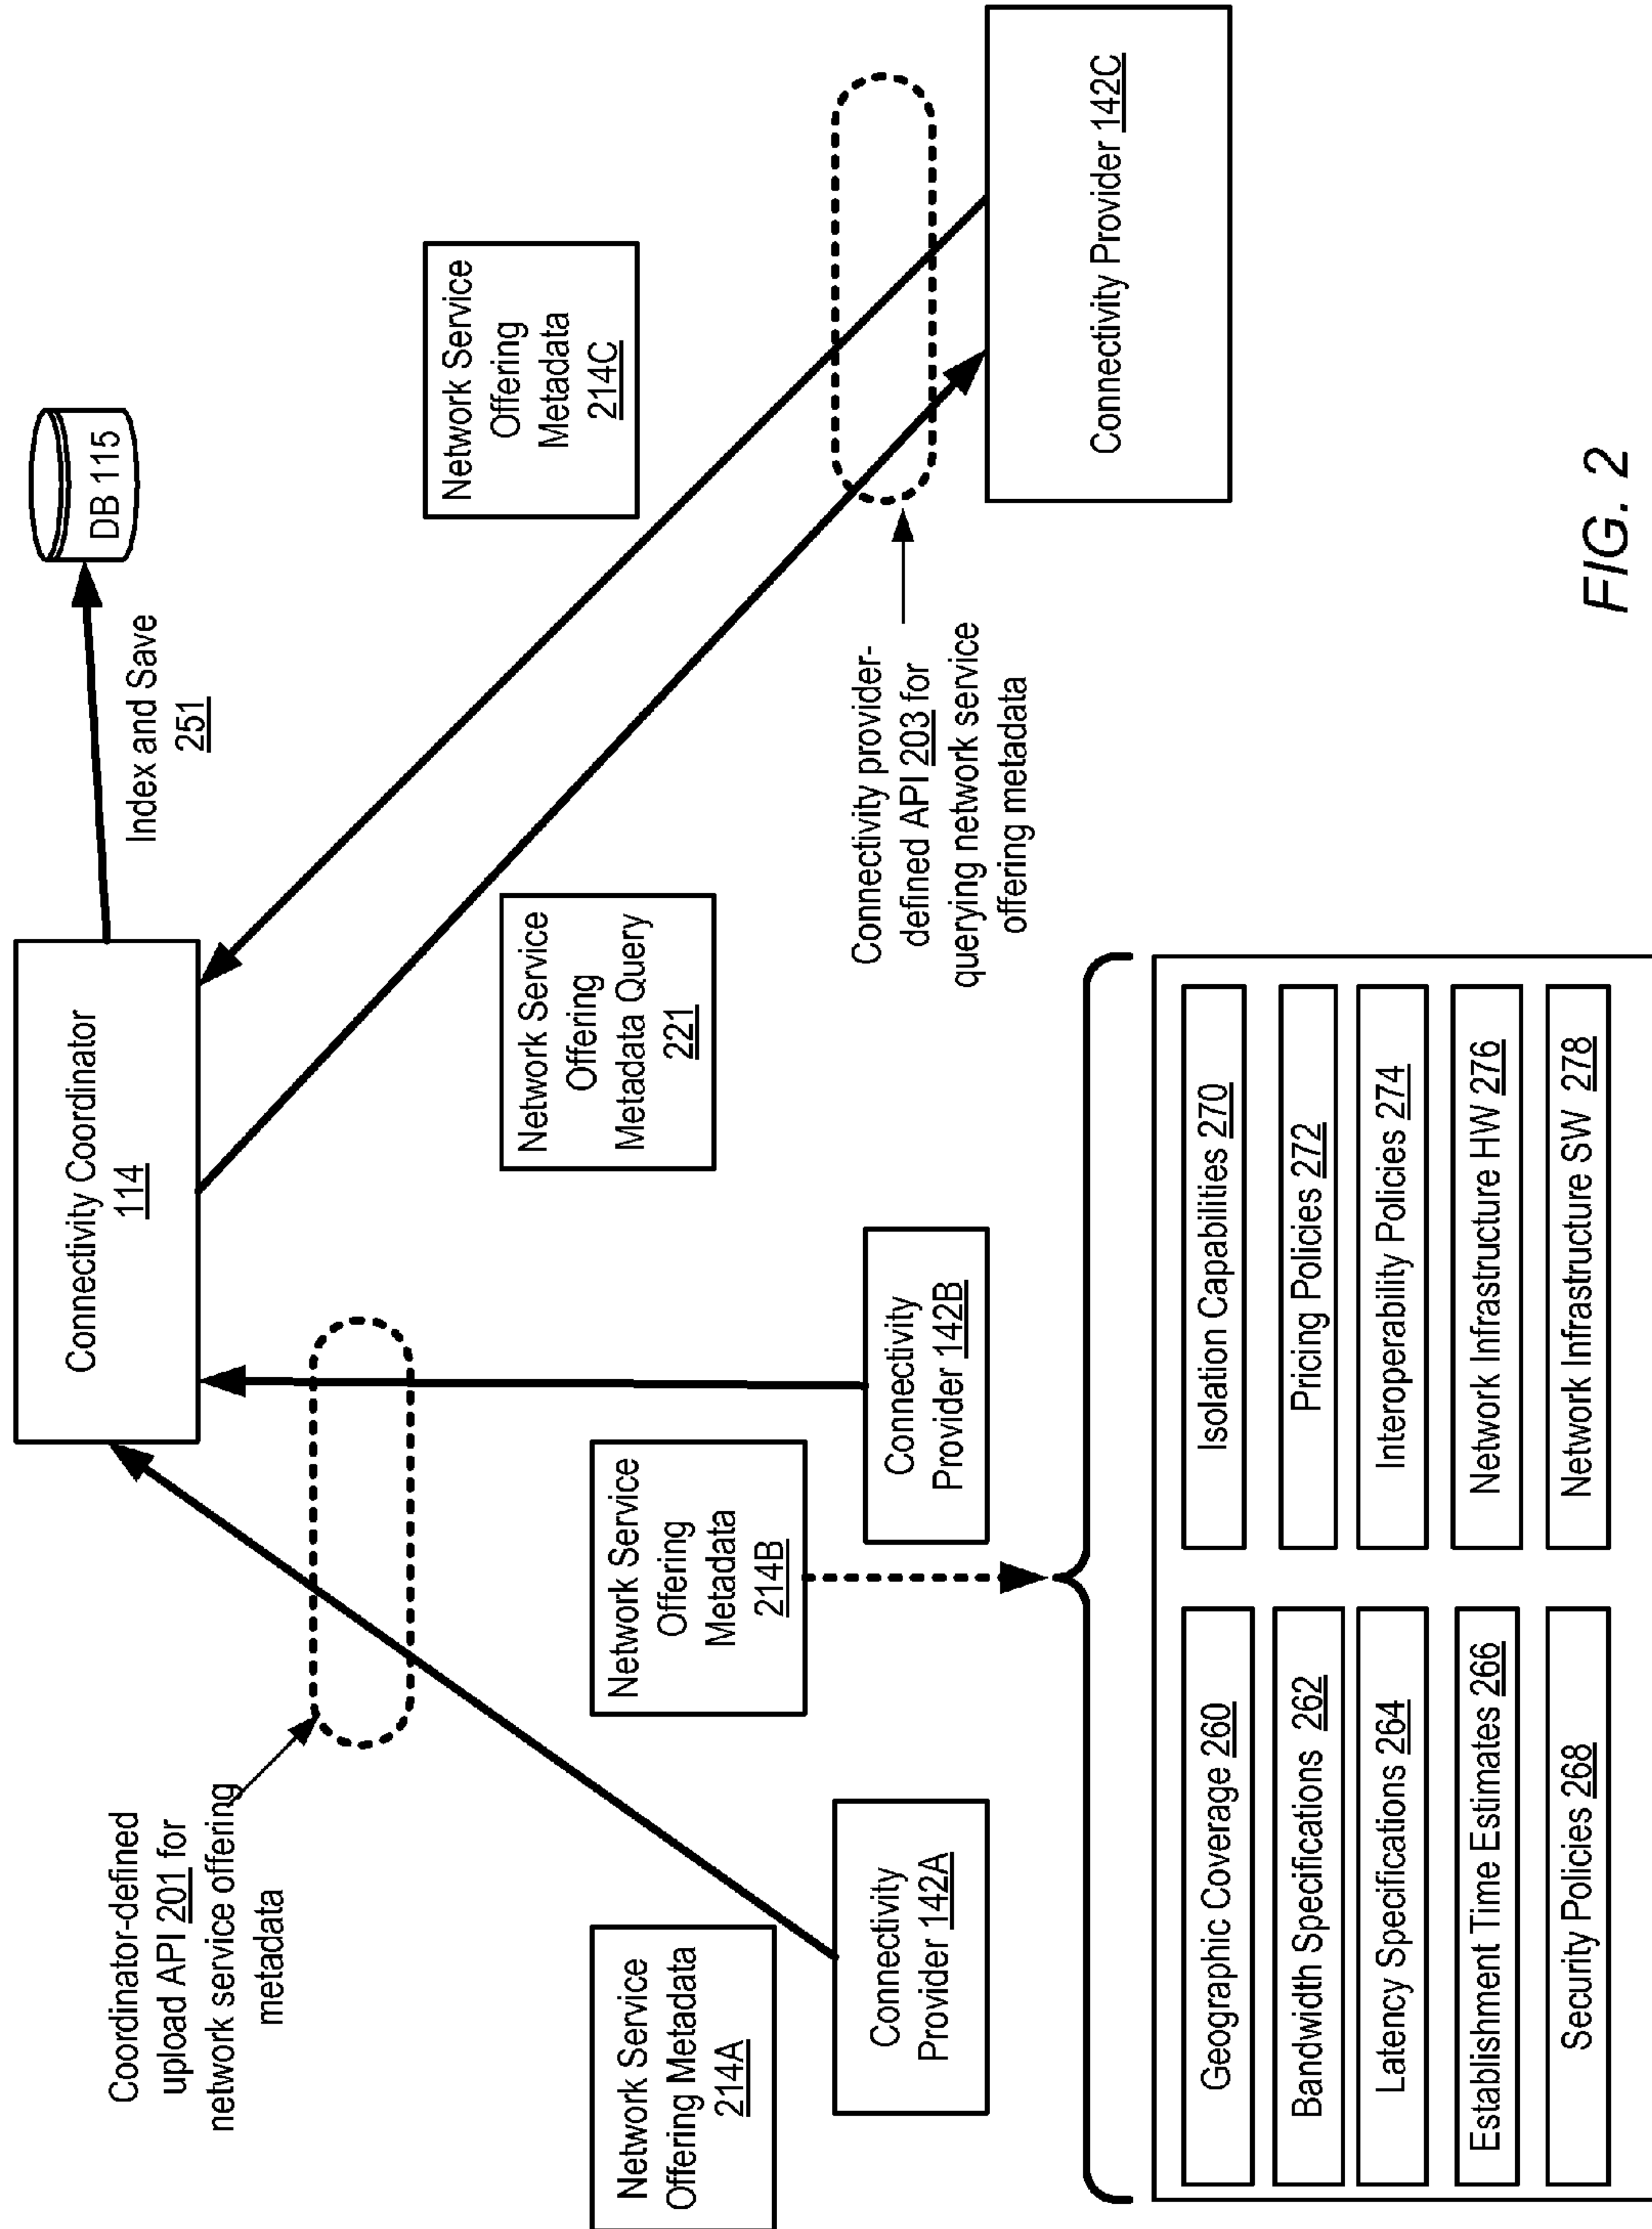 Connectivity Coordinator
114
DB 115
Index and Save
251
Coordinator-defined
upload API 201 for
network service offering
metadata
Network Service
Offering
Metadata
214C
Network Service
Offering
Metadata Query
221
Network Service
Offering Metadata
214A
Network Service
Offering
Metadata
214B
Connectivity provider-
defined API 203 for
querying network service
offering metadata
Connectivity
Provider 142A
Connectivity
Provider 142B
Connectivity Provider 142C
Geographic Coverage 260
Isolation Capabilities 270
Bandwidth Specifications 262
Pricing Policies 272
Latency Specifications 264
Interoperability Policies 274
Establishment Time Estimates 266
Network Infrastructure HW 276
Security Policies 268
Network Infrastructure SW 278
FIG. 2